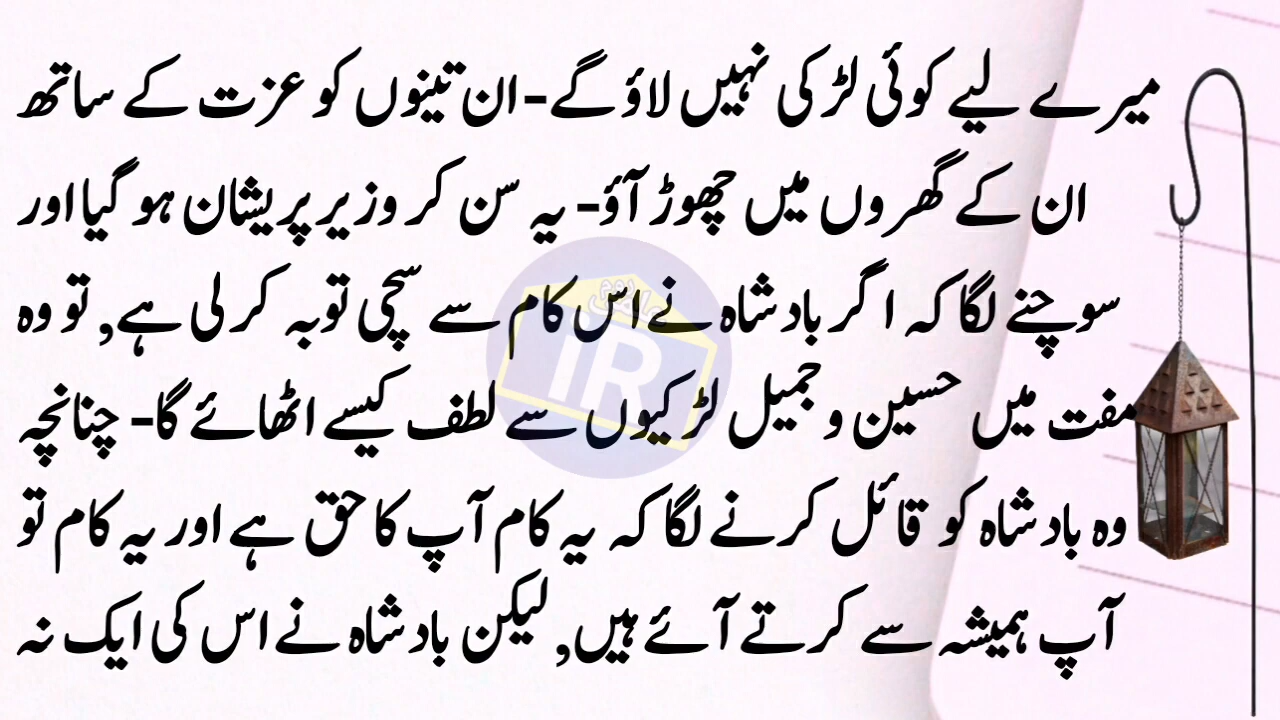 میرے لیے کوئی لڑکی نہیں لاؤ گے-ان تینوں کو عزت کے ساتھ
ان کے گھروں میں چھوڑ آؤ- یہ سن کر وزیر پریشان ہو گیا اور
سوچنے لگا کہ اگر بادشاہ نے اس کام سے سچی توبہ کر لی ہے, تو وہ
مفت میں حسین و جمیل لڑکیوں سے لطف کیسے اٹھائے گا- چنانچہ
وہ بادشاہ کو قائل کرنے لگا کہ یہ کام آپ کا حق ہے اور یہ کام تو
آپ ہمیشہ سے کرتے آئے ہیں, لیکن بادشاہ نے اس کی ایک نہ
IR